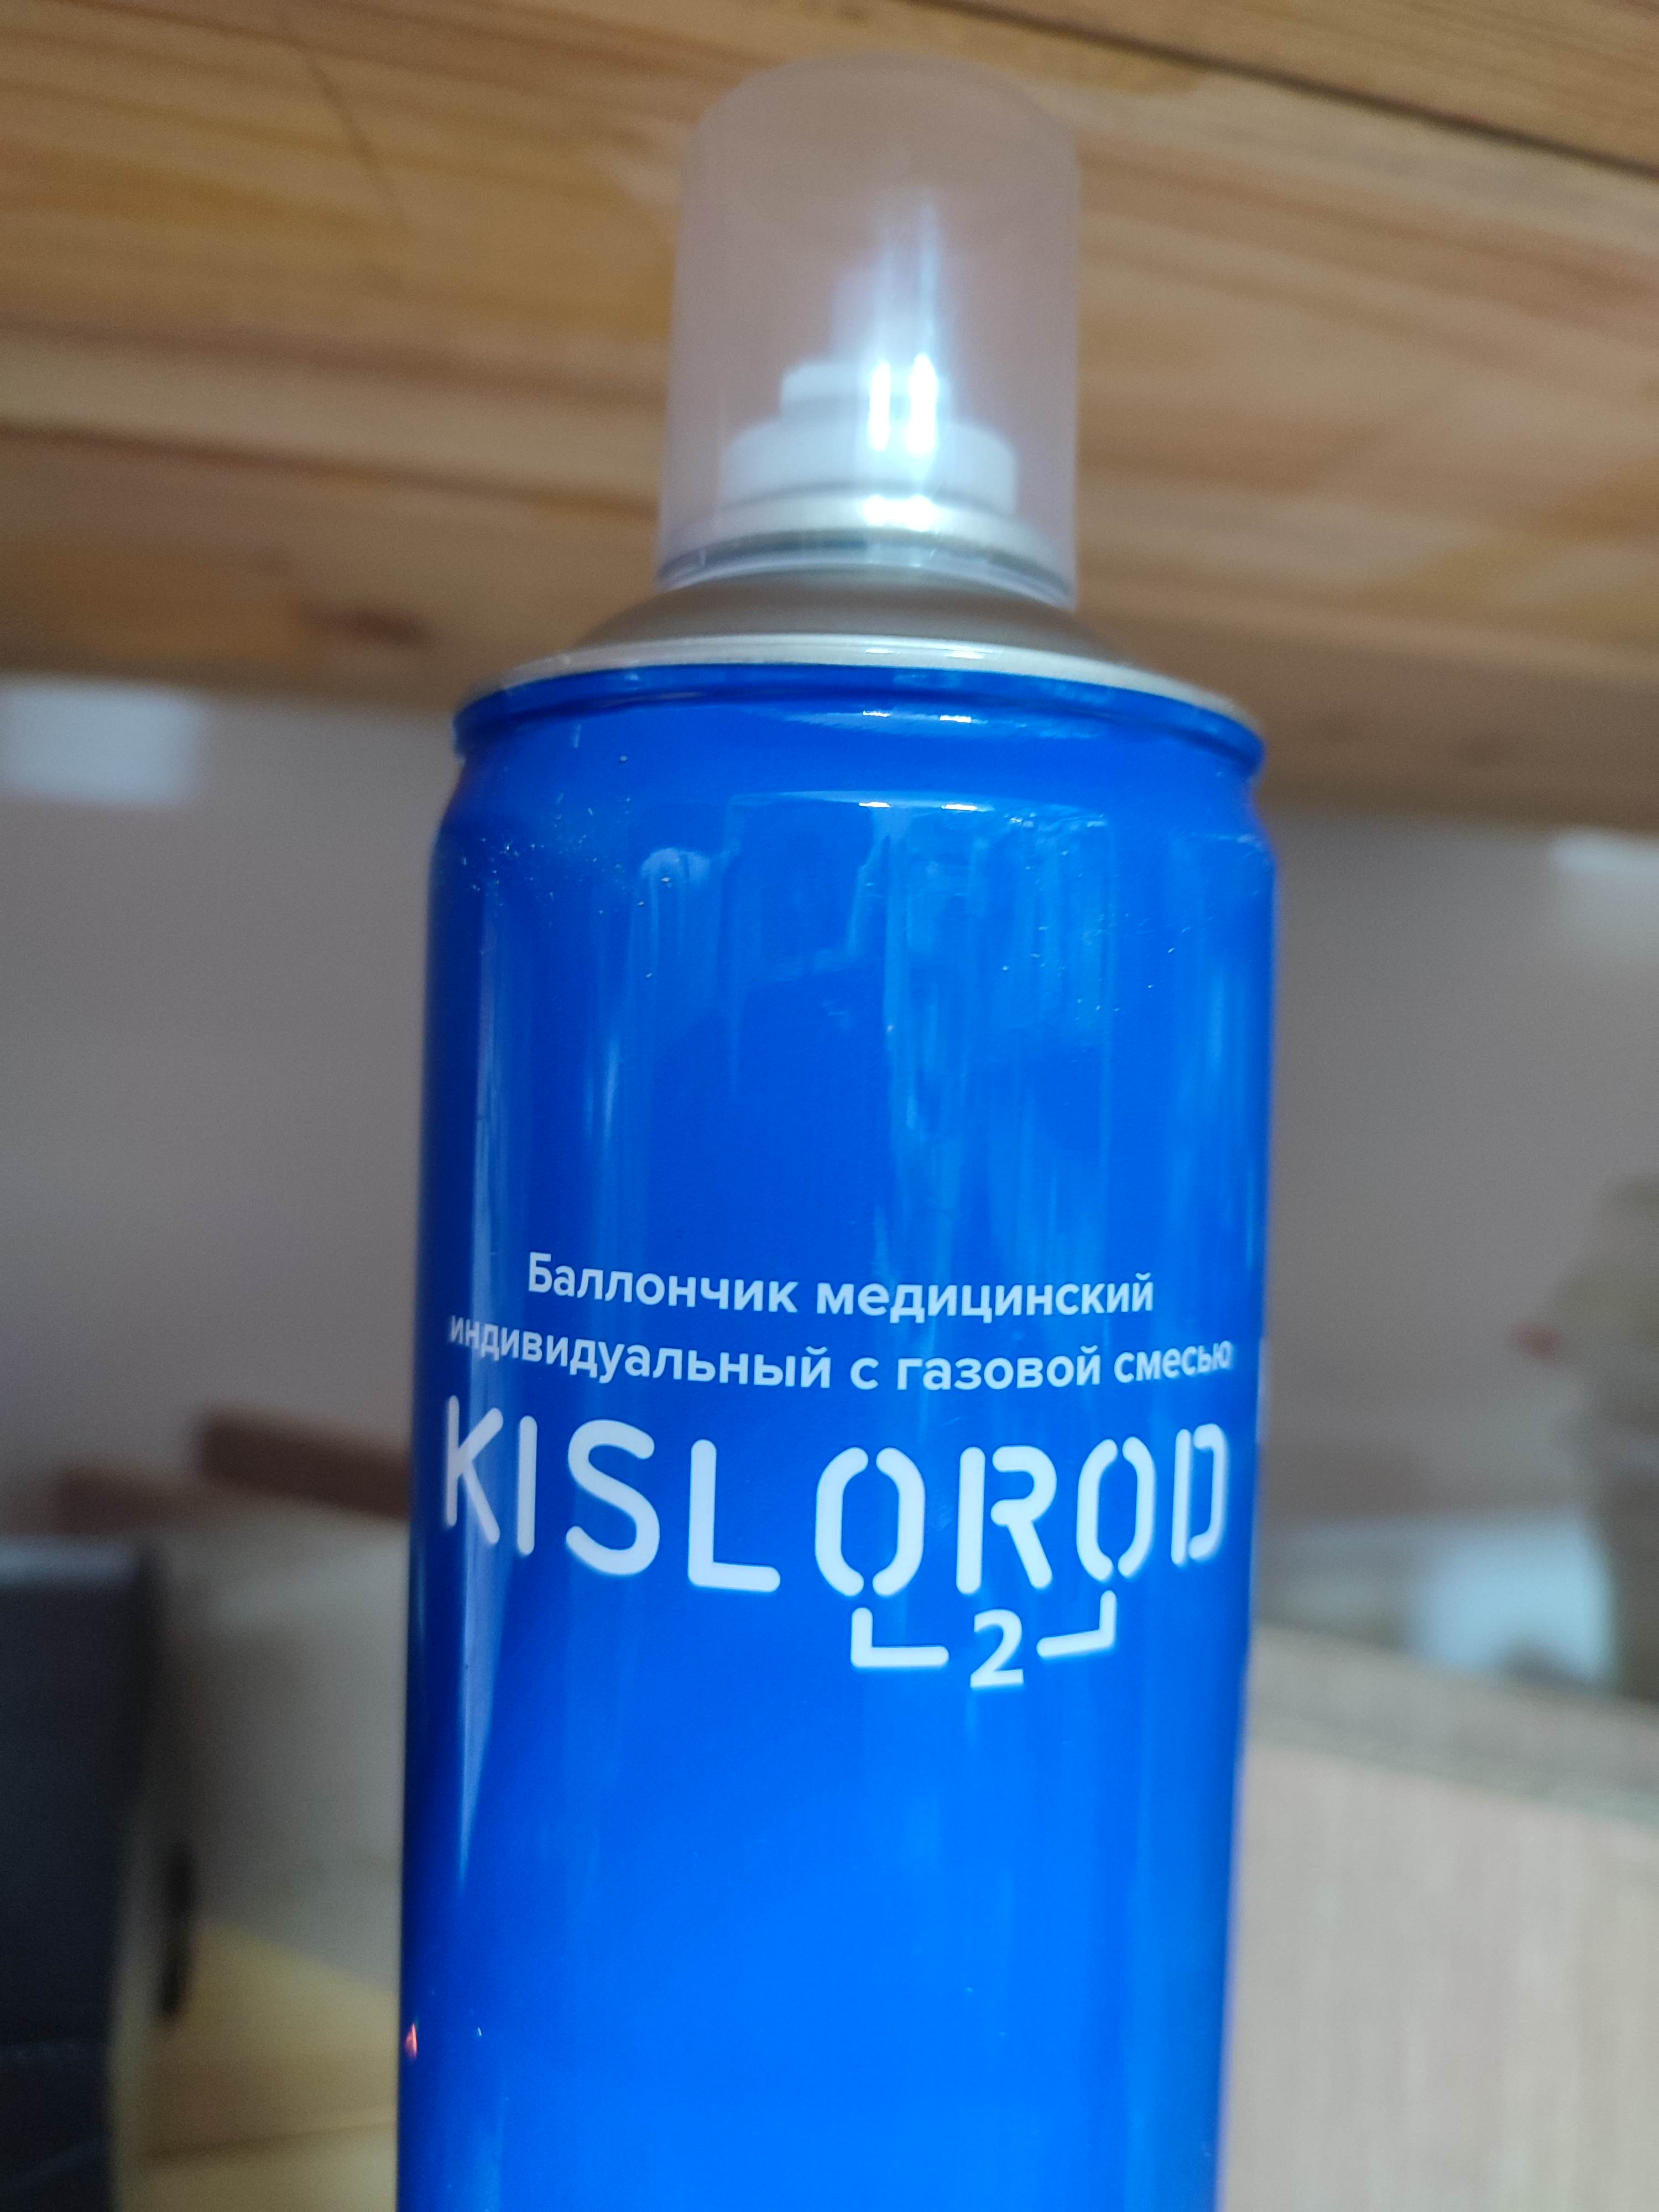 Баллончик медицинский
индивидуальный с газовой смесью
KISLOROD
2